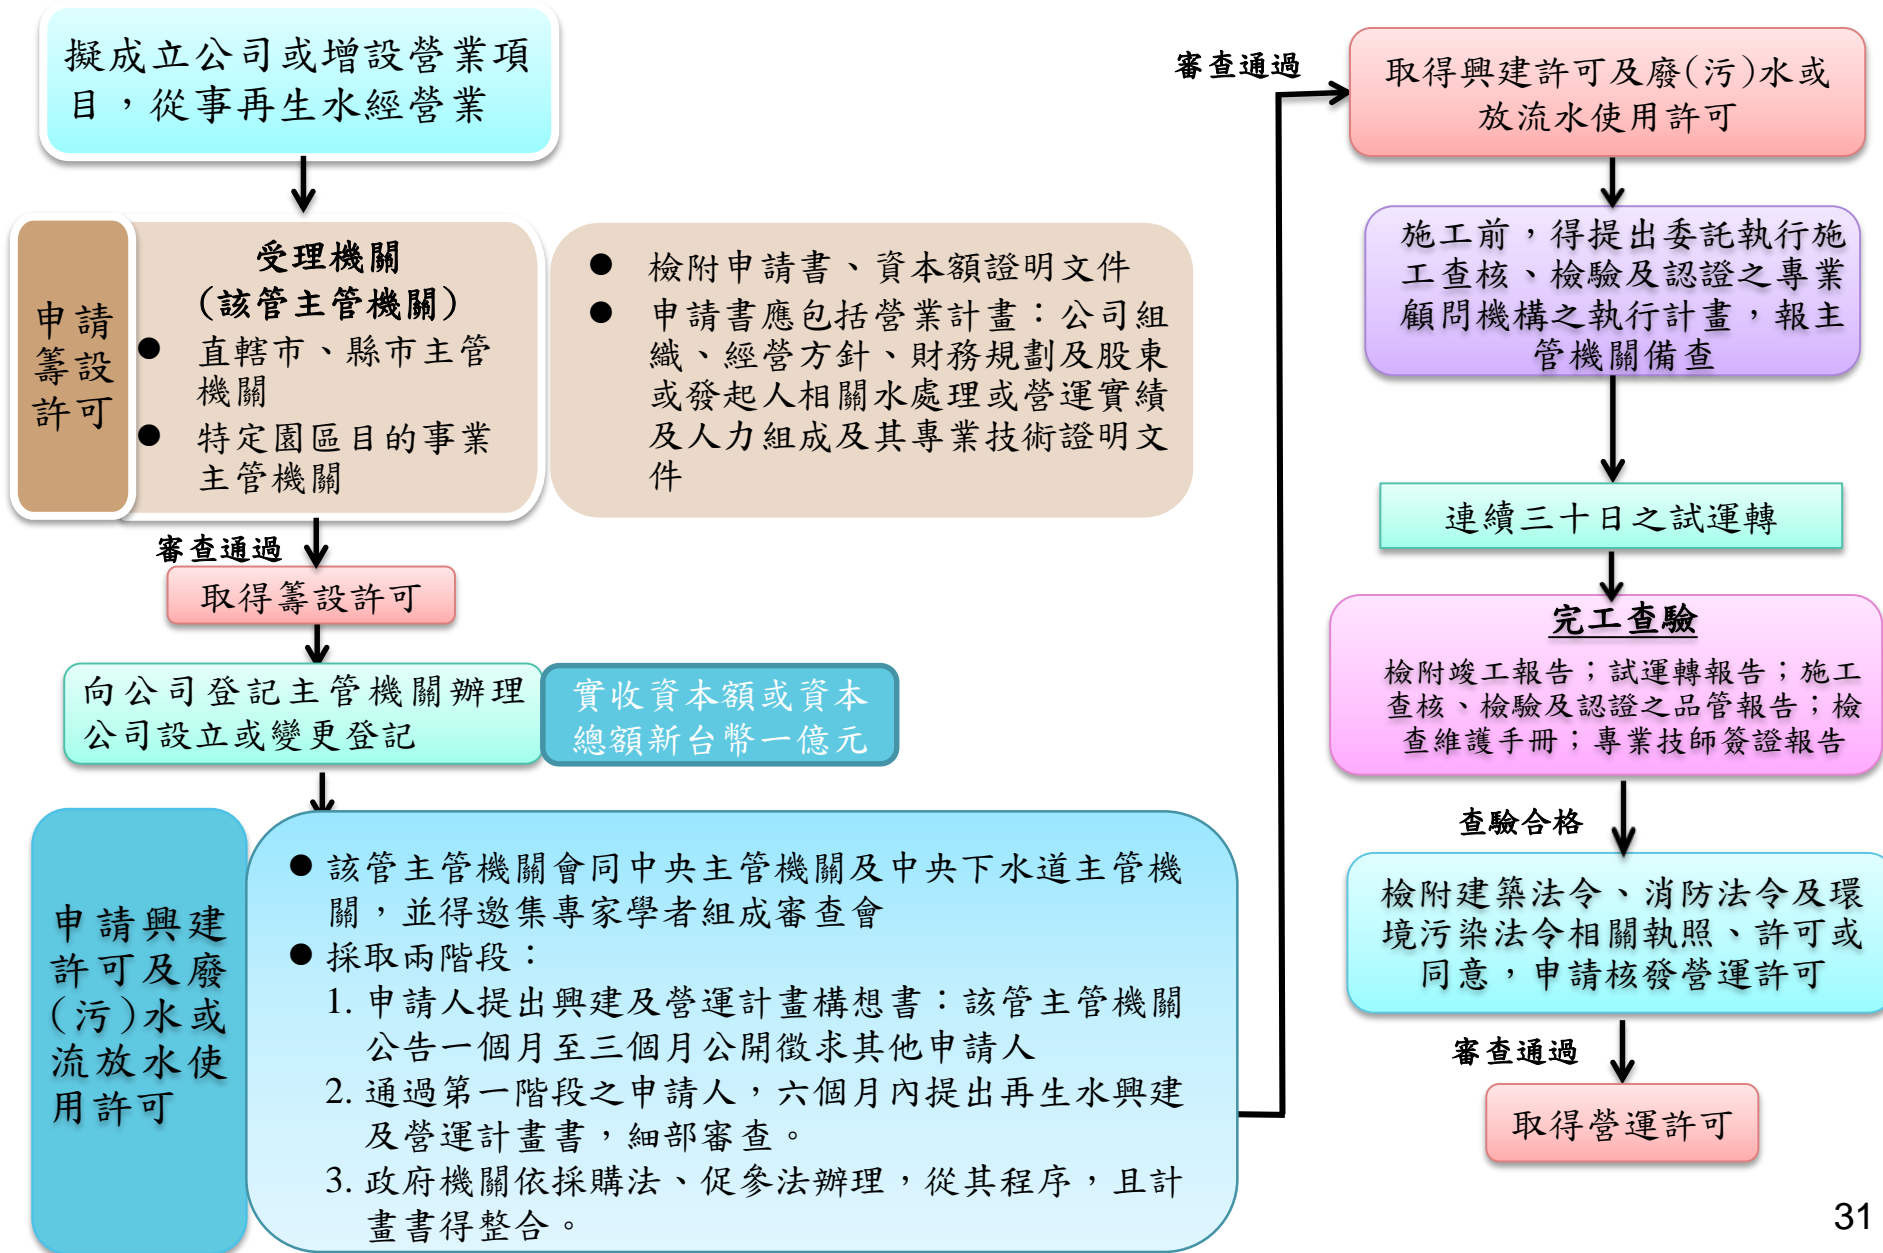 擬成立公司或增設營業項
目，從事再生水經營業
申請
籌設
許可
受理機關
(該管主管機關)
● 直轄市、縣市主管
機關
● 特定園區目的事業
主管機關
● 檢附申請書、資本額證明文件
● 申請書應包括營業計畫：公司組
織、經營方針、財務規劃及股東
或發起人相關水處理或營運實績
及人力組成及其專業技術證明文
件
審查通過
取得籌設許可
向公司登記主管機關辦理
公司設立或變更登記
實收資本額或資本
總額新台幣一億元
申請興建
許可及廢
(污)水或
流放水使
用許可
● 該管主管機關會同中央主管機關及中央下水道主管機
關，並得邀集專家學者組成審查會
● 採取兩階段：
1. 申請人提出興建及營運計畫構想書：該管主管機關
公告一個月至三個月公開徵求其他申請人
2. 通過第一階段之申請人，六個月內提出再生水興建
及營運計畫書，細部審查。
3. 政府機關依採購法、促參法辦理，從其程序，且計
畫書得整合。
審查通過
取得興建許可及廢(污)水或
放流水使用許可
施工前，得提出委託執行施
工查核、檢驗及認證之專業
顧問機構之執行計畫，報主
管機關備查
連續三十日之試運轉
完工查驗
檢附竣工報告；試運轉報告；施工
查核、檢驗及認證之品管報告；檢
查維護手冊；專業技師簽證報告
查驗合格
檢附建築法令、消防法令及環
境污染法令相關執照、許可或
同意，申請核發營運許可
審查通過
取得營運許可
31